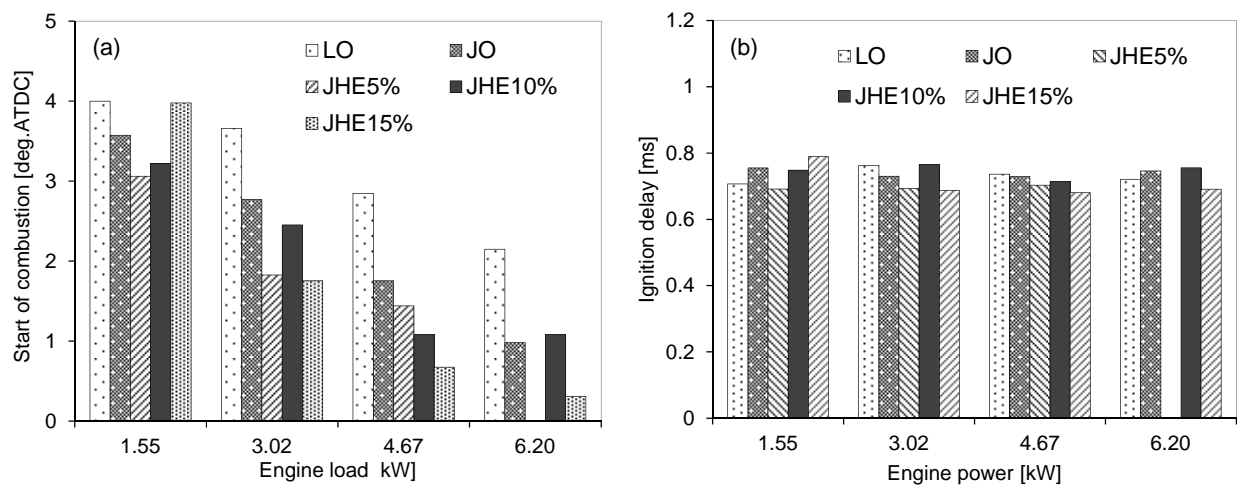 (a)
LO JO
JHE5% JHE10%
JHE15%
5
4
3
2
1
0
Start of combustion [deg.ATDC]
1.55 3.02 4.67 6.20
Engine load kW]
(b)
LO JO JHE5%
JHE10% JHE15%
1.2
1
0.8
0.6
0.4
0.2
0
Ignition delay [ms]
1.55 3.02 4.67 6.20
Engine power [kW]